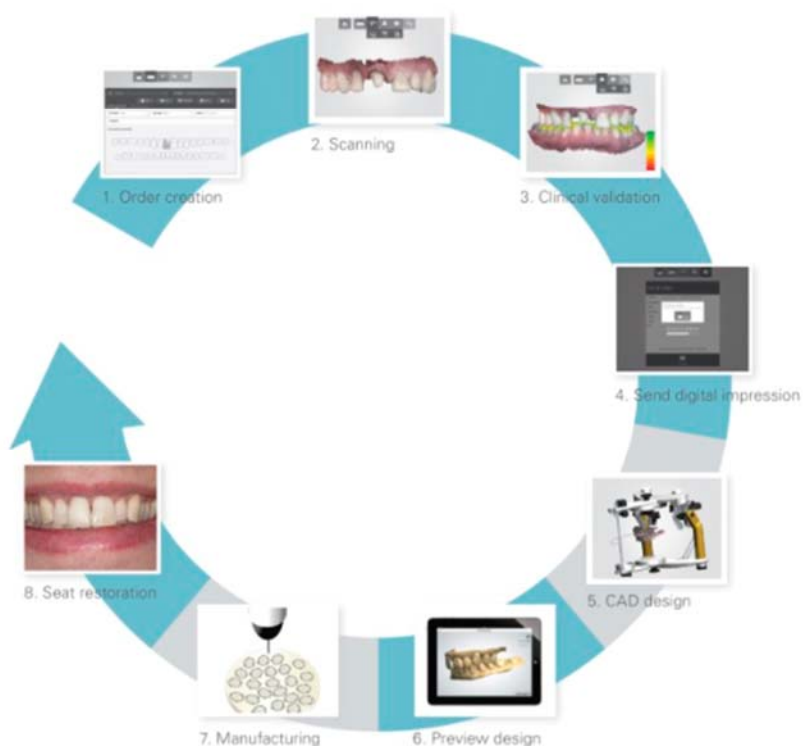 1. Order creation
2. Scanning
3. Clinical validation
4. Send digital impression
5. CAD design
6. Preview design
7. Manufacturing
8. Seat restoration